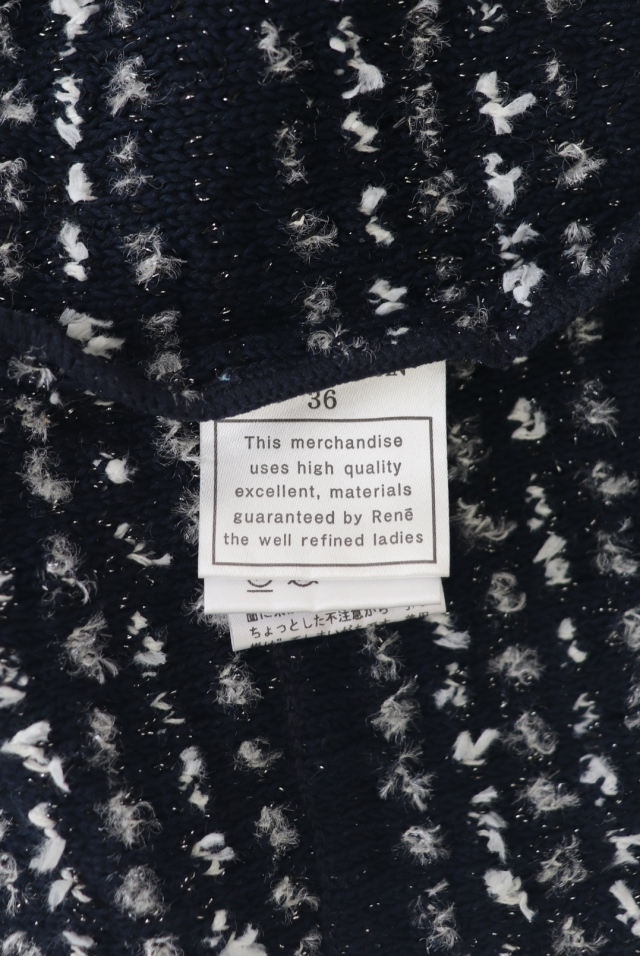 36
This merchandise
uses high quality
excellent, materials
guaranteed by René
the well refined ladies
ちょっとした不注意から